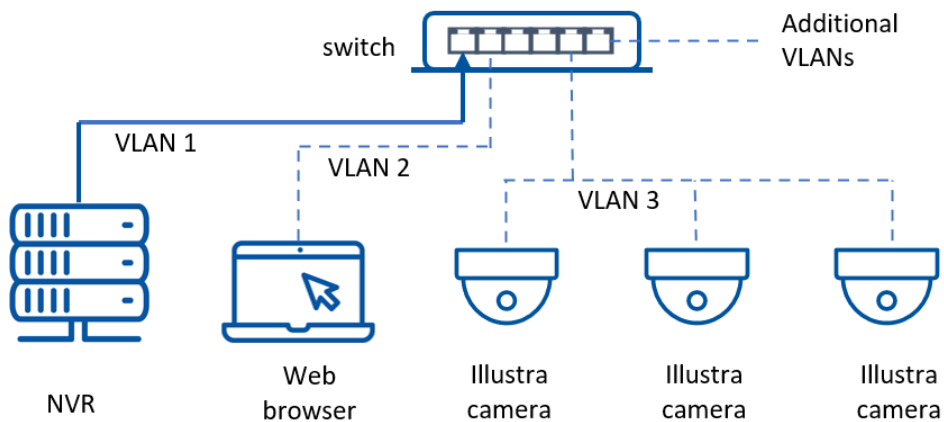 switch
Additional
VLANs
VLAN 1
VLAN 2
VLAN 3
NVR
Web
browser
Illustra
camera
Illustra
camera
Illustra
camera